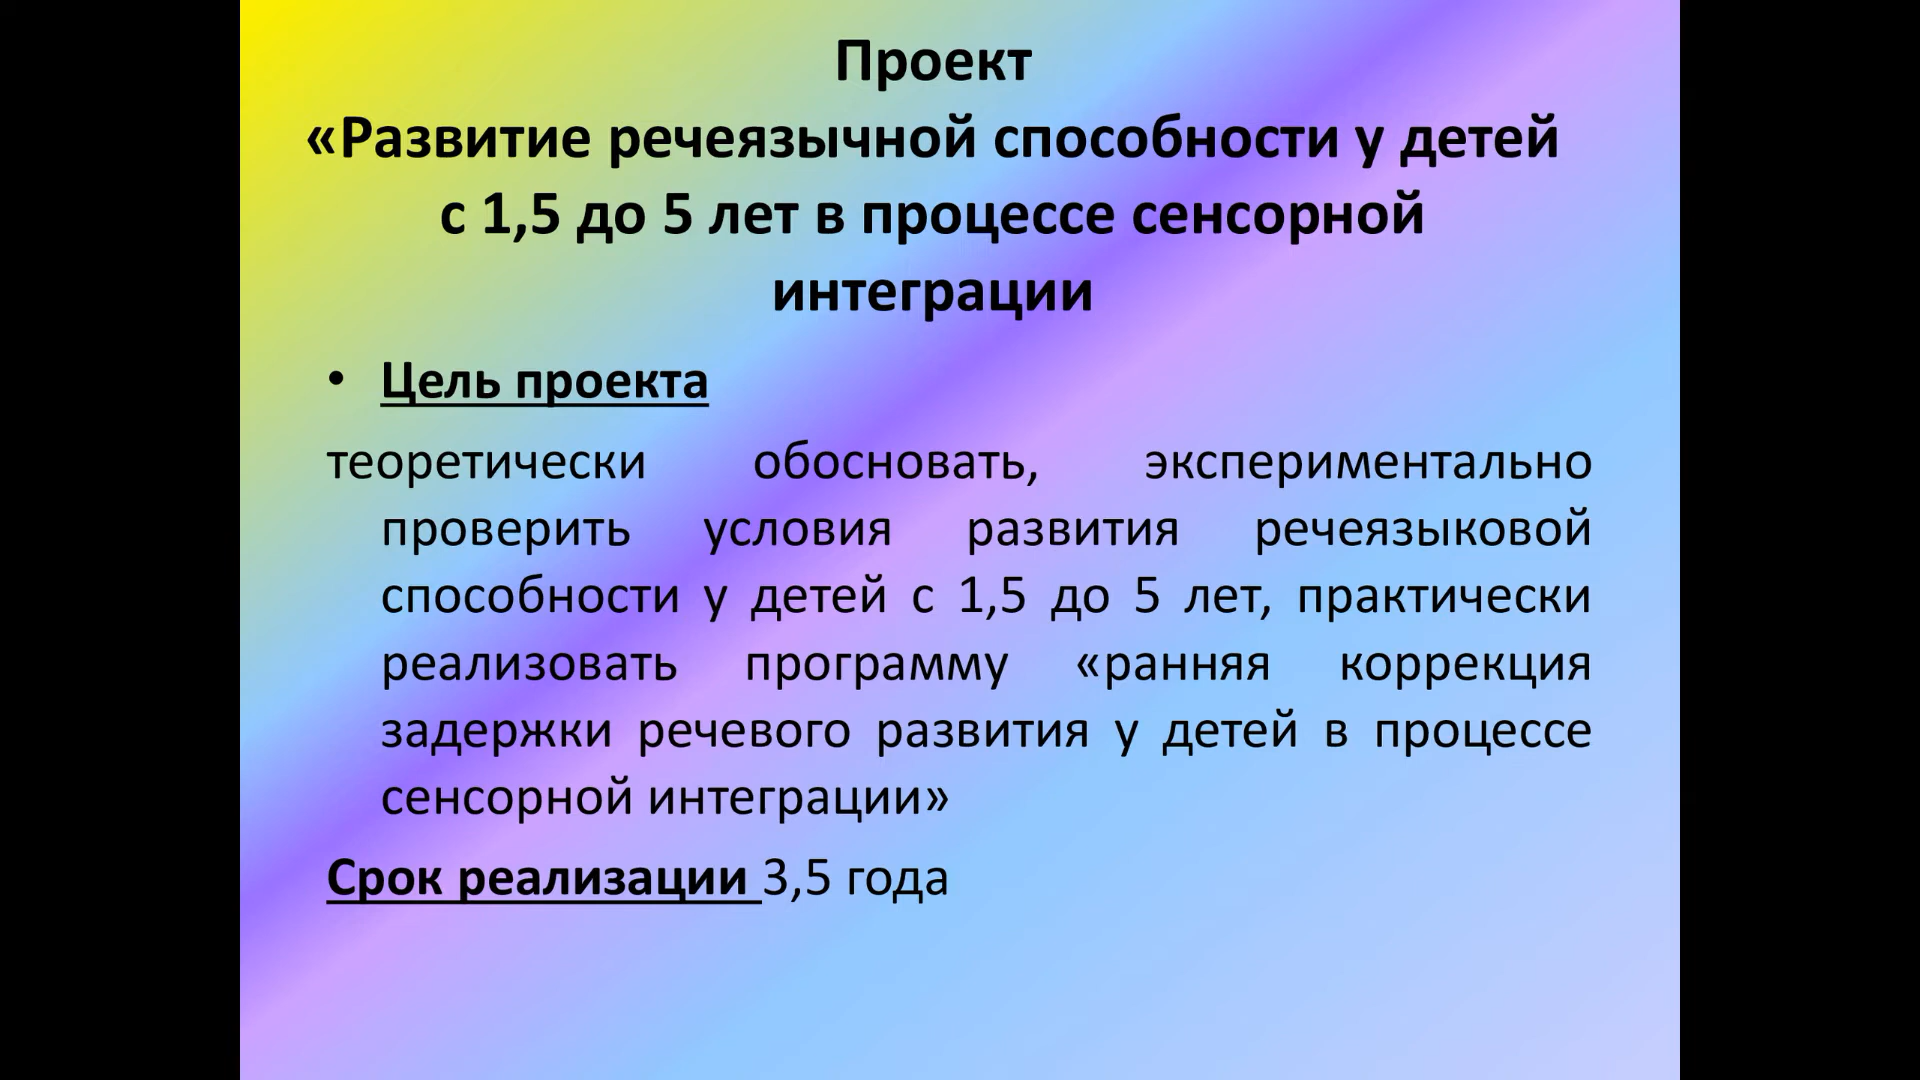 Проект
«Развитие речеязычной способности у детей
с 1,5 до 5 лет в процессе сенсорной
интеграции
• Цель проекта
теоретически обосновать, экспериментально
проверить условия развития речеязыковой
способности у детей с 1,5 до 5 лет, практически
реализовать программу «ранняя коррекция
задержки речевого развития у детей в процессе
сенсорной интеграции»
Срок реализации 3,5 года